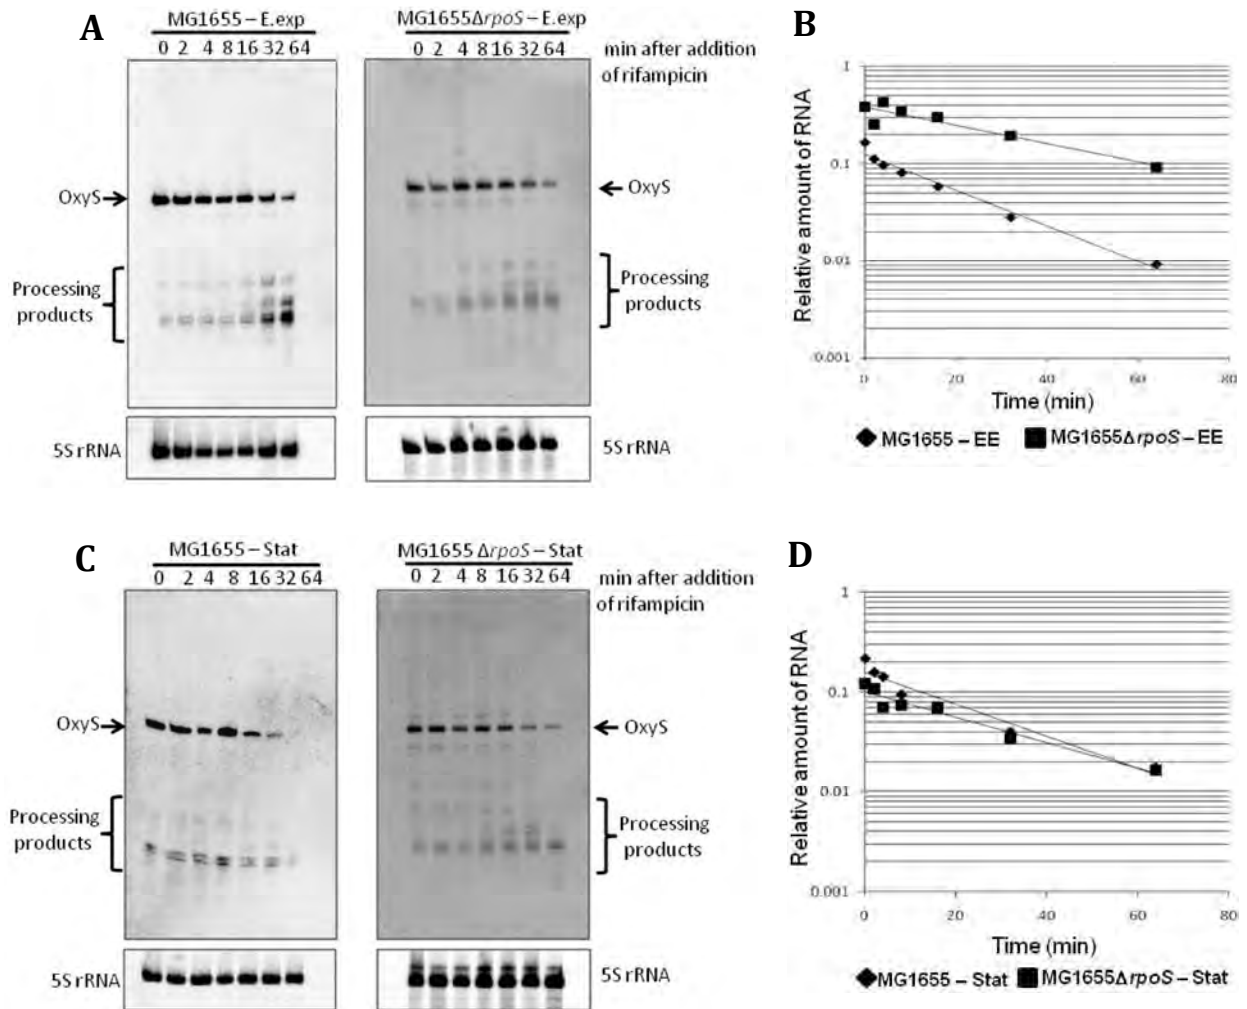 A
MG1655 – E.exp
0 2 4 8 16 32 64
MG1655ΔrpoS – E.exp
0 2 4 8 16 32 64
min after addition
of rifampicin
OxyS
OxyS
Processing
products
Processing
products
5S rRNA
5S rRNA
B
Relative amount of RNA
1
0.1
0.01
0.001
0 20 40 60 80
Time (min)
MG1655 – EE MG1655ΔrpoS – EE
C
MG1655 – Stat
0 2 4 8 16 32 64
MG1655 ΔrpoS – Stat
0 2 4 8 16 32 64
min after addition
of rifampicin
OxyS
OxyS
Processing
products
Processing
products
5S rRNA
5S rRNA
D
Relative amount of RNA
1
0.1
0.01
0.001
0 20 40 60 80
Time (min)
MG1655 – Stat MG1655ΔrpoS – Stat